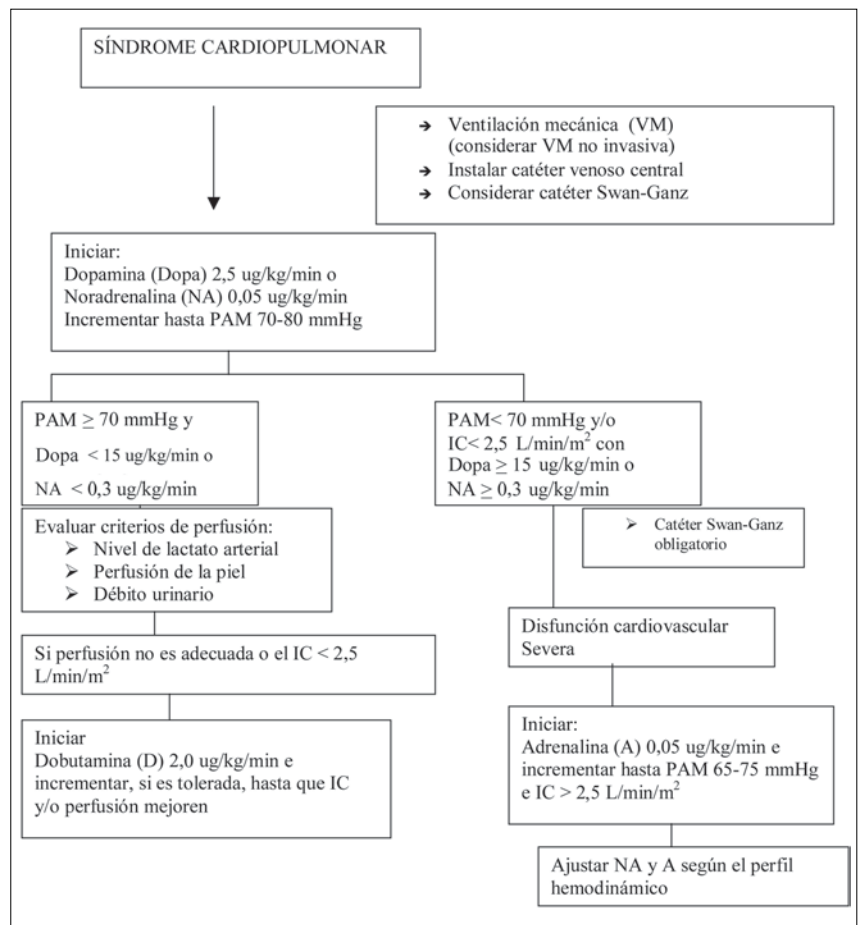 SÍNDROME CARDIOPULMONAR
➔ Ventilación mecánica (VM)
(considerar VM no invasiva)
➔ Instalar catéter venoso central
➔ Considerar catéter Swan-Ganz
Iniciar:
Dopamina (Dopa) 2,5 ug/kg/min o
Noradrenalina (NA) 0,05 ug/kg/min
Incrementar hasta PAM 70-80 mmHg
PAM ≥ 70 mmHg y
Dopa < 15 ug/kg/min o
NA < 0,3 ug/kg/min
Evaluar criterios de perfusión:
➢ Nivel de lactato arterial
➢ Perfusión de la piel
➢ Débito urinario
Si perfusión no es adecuada o el IC < 2,5
L/min/m²
Iniciar
Dobutamina (D) 2,0 ug/kg/min e
incrementar, si es tolerada, hasta que IC
y/o perfusión mejoren
PAM< 70 mmHg y/o
IC< 2,5 L/min/m² con
Dopa ≥ 15 ug/kg/min o
NA ≥ 0,3 ug/kg/min
➢ Catéter Swan-Ganz
obligatorio
Disfunción cardiovascular
Severa
Iniciar:
Adrenalina (A) 0,05 ug/kg/min e
incrementar hasta PAM 65-75 mmHg
e IC > 2,5 L/min/m²
Ajustar NA y A según el perfil
hemodinámico